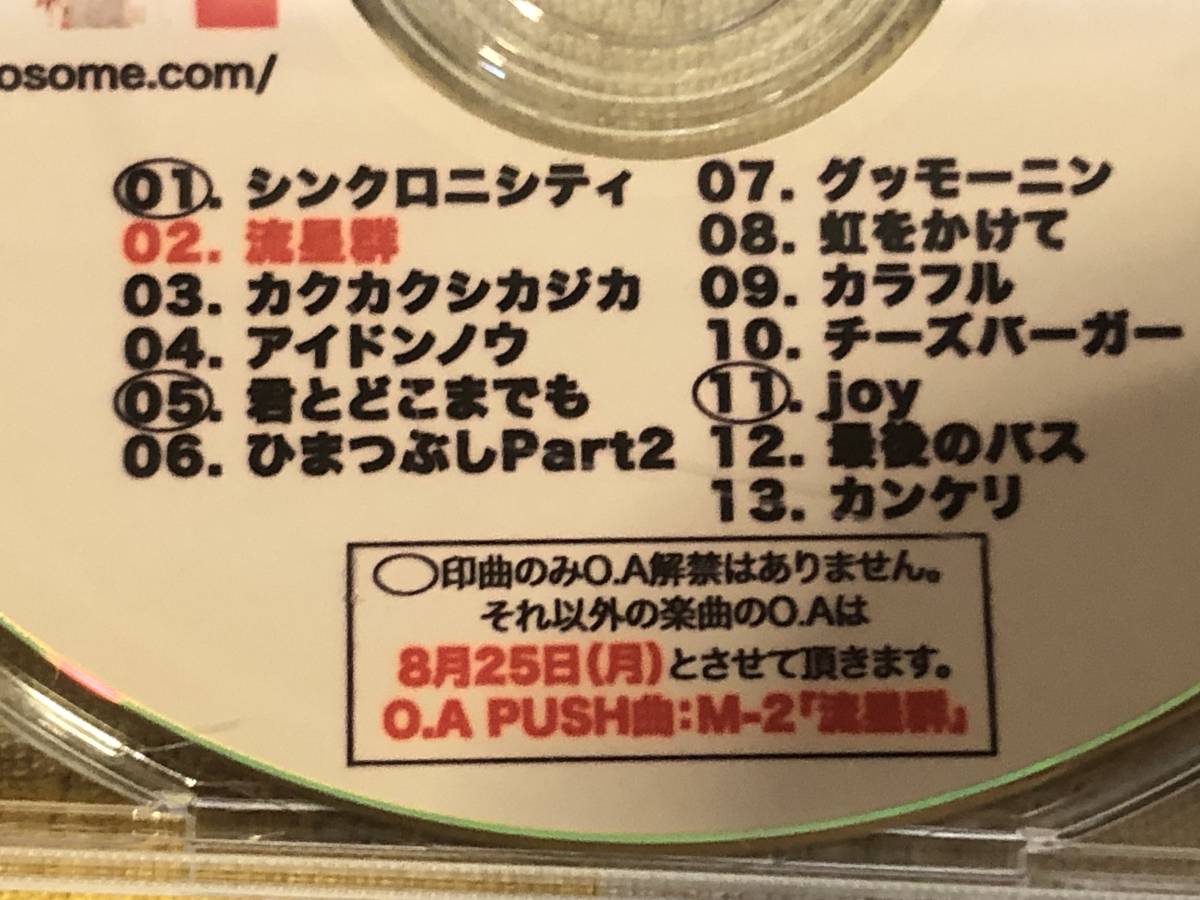 osome.com/
01. シンクロニシティ
02. 流星群
03. カクカクシカジカ
04. アイドンノウ
05. 君とどこまでも
06. ひまつぶしPart2
07. グッモーニン
08. 虹をかけて
09. カラフル
10. チーズバーガー
11. joy
12. 最後のバス
13. カンケリ
◯印曲のみO.A解禁はありません。
それ以外の楽曲のO.Aは
8月25日(月)とさせて頂きます。
O.A PUSH曲:M-2「流星群」